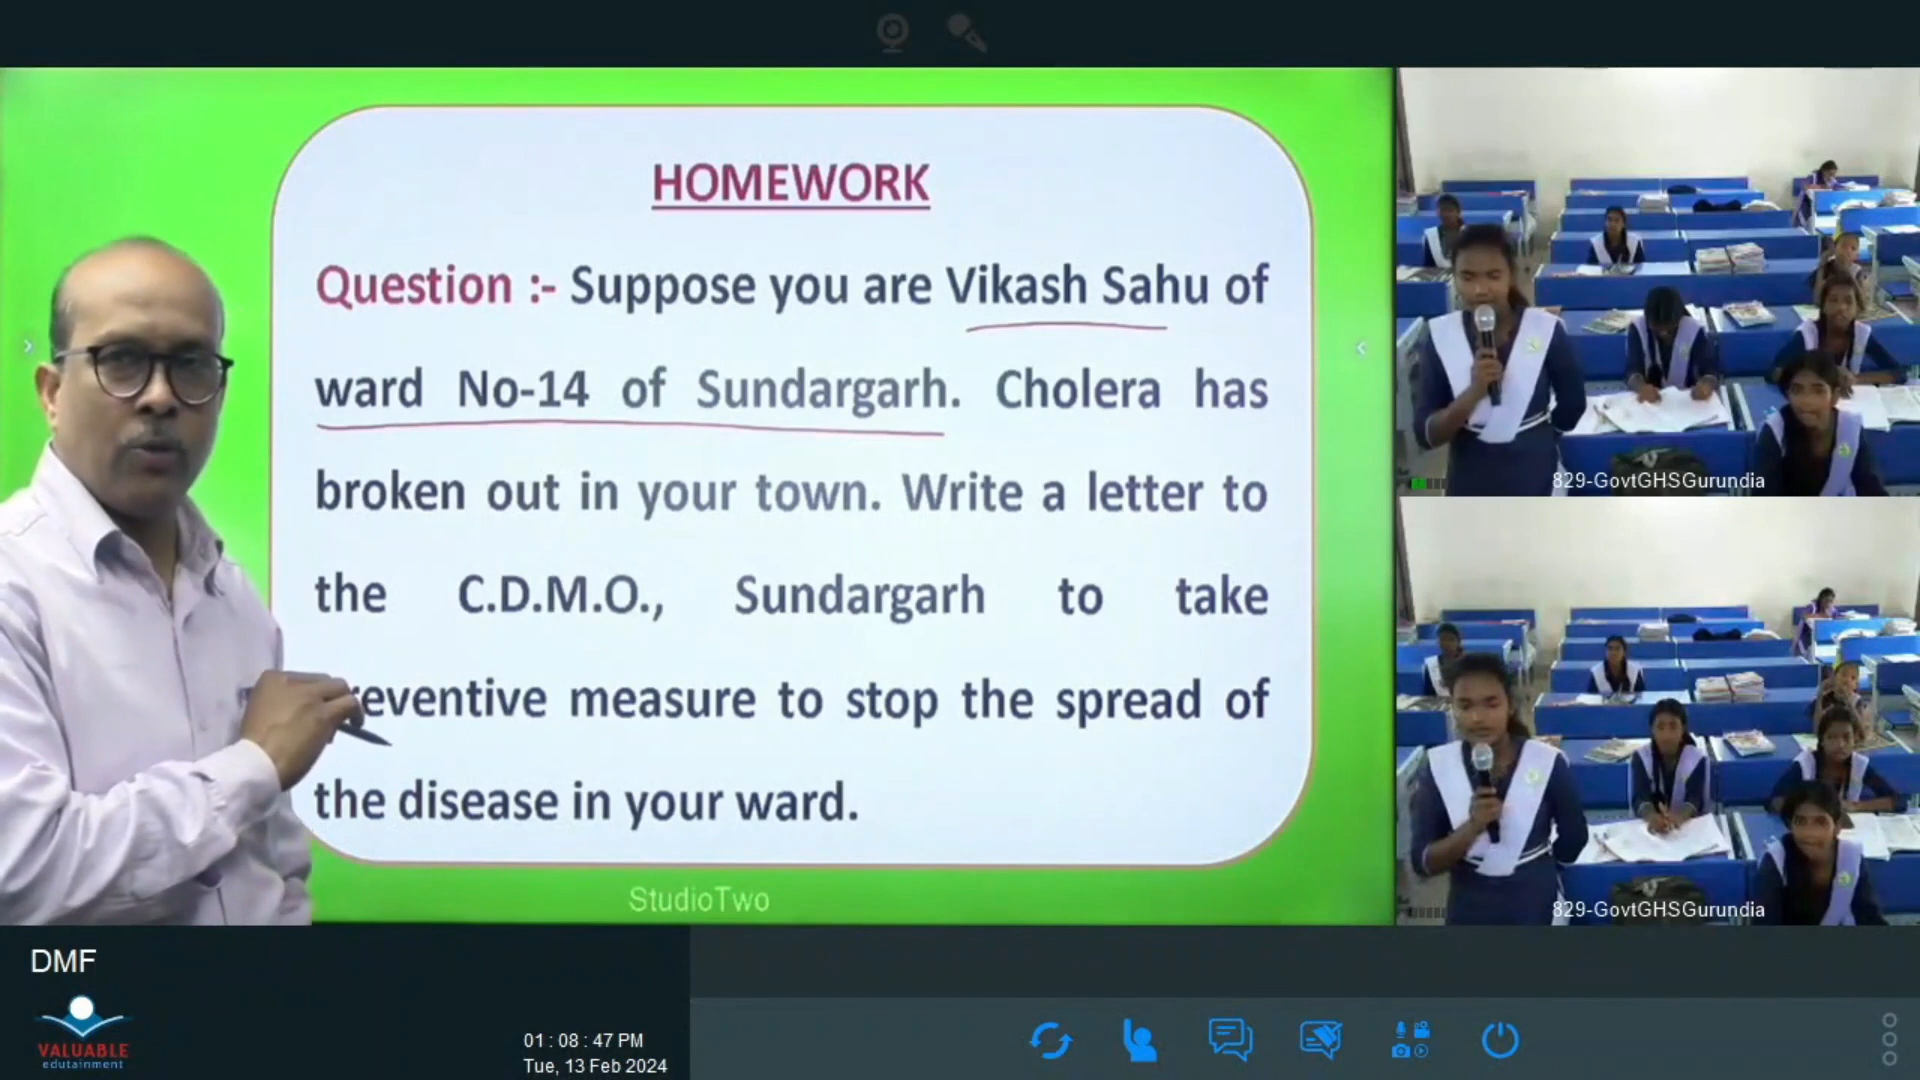 HOMEWORK
Question :- Suppose you are Vikash Sahu of
ward No-14 of Sundargarh. Cholera has
broken out in your town. Write a letter to
the C.D.M.O., Sundargarh to take
reventive measure to stop the spread of
the disease in your ward.
StudioTwo
829-GovtGHSGurundia
829-GovtGHSGurundia
DMF
VALUABLE
edutainment
01 : 08 : 47 PM
Tue, 13 Feb 2024